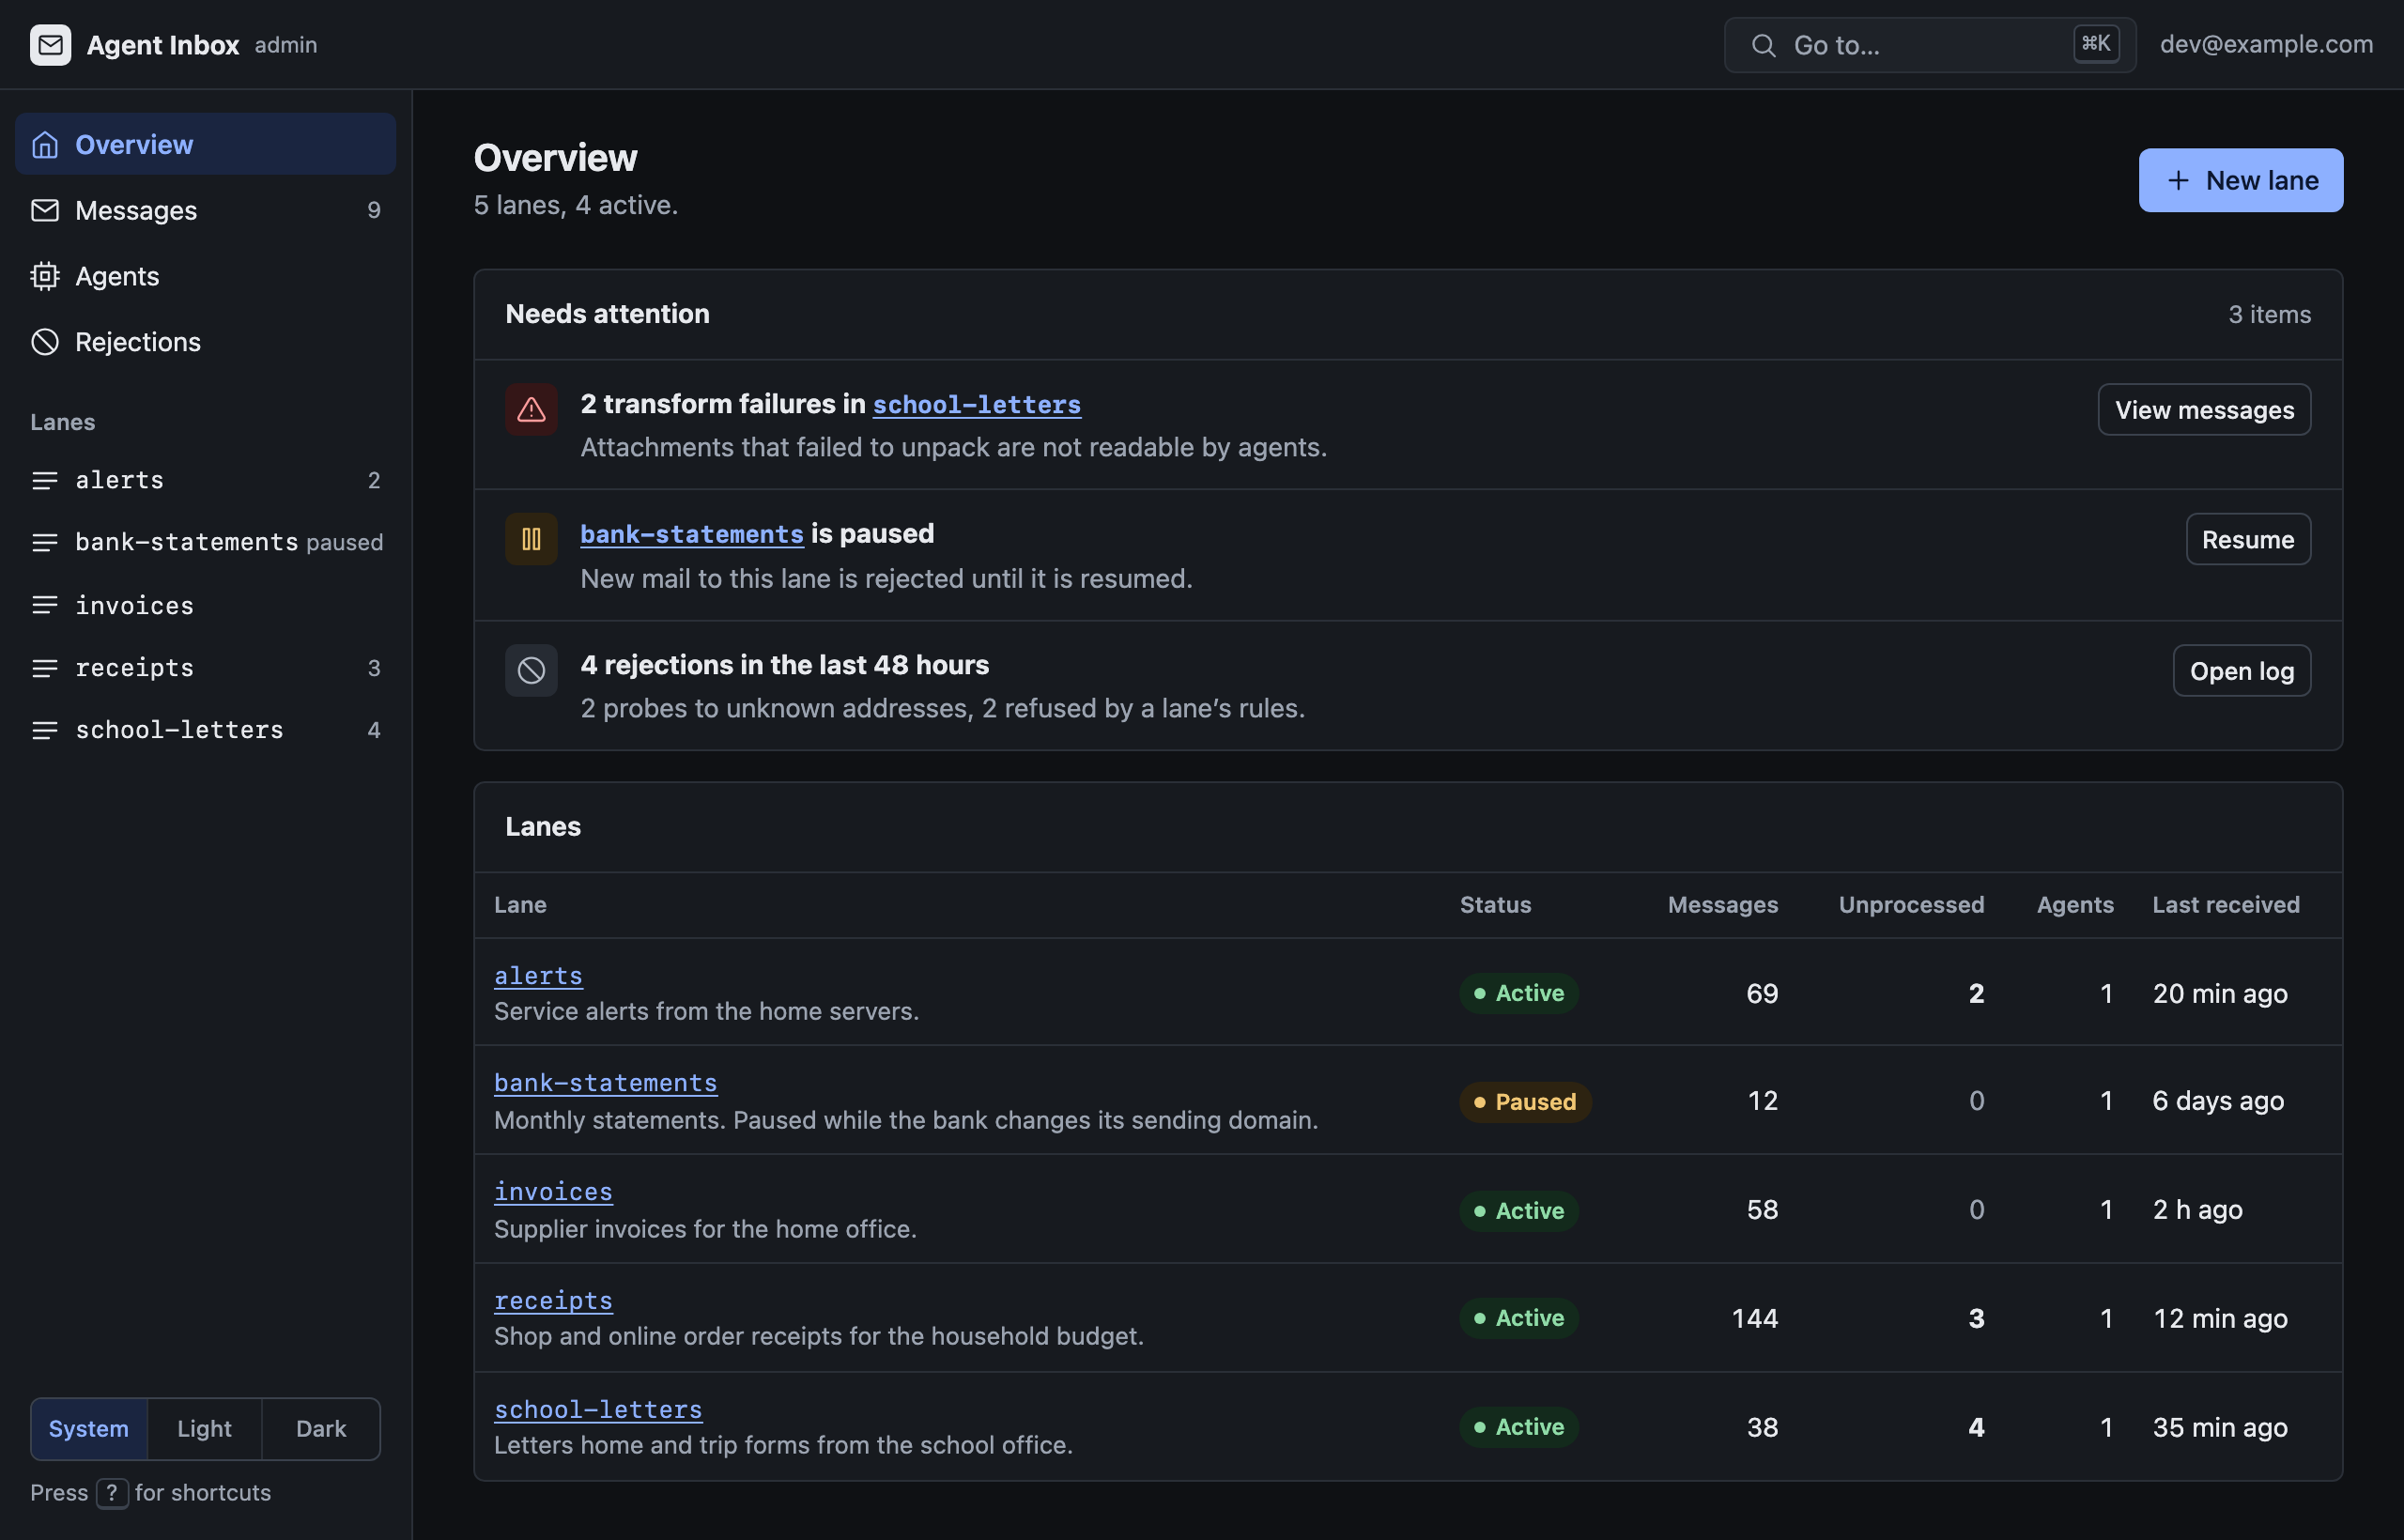 Agent Inbox admin
Go to... ⌘K
dev@example.com
Overview
Messages 9
Agents
Rejections
Lanes
alerts 2
bank-statements paused
invoices
receipts 3
school-letters 4
System Light Dark
Press ? for shortcuts
Overview
5 lanes, 4 active.
New lane
Needs attention 3 items
2 transform failures in school-letters
Attachments that failed to unpack are not readable by agents.
View messages
bank-statements is paused
New mail to this lane is rejected until it is resumed.
Resume
4 rejections in the last 48 hours
2 probes to unknown addresses, 2 refused by a lane’s rules.
Open log
Lanes
Lane Status Messages Unprocessed Agents Last received
alerts
Service alerts from the home servers.
Active 69 2 1 20 min ago
bank-statements
Monthly statements. Paused while the bank changes its sending domain.
Paused 12 0 1 6 days ago
invoices
Supplier invoices for the home office.
Active 58 0 1 2 h ago
receipts
Shop and online order receipts for the household budget.
Active 144 3 1 12 min ago
school-letters
Letters home and trip forms from the school office.
Active 38 4 1 35 min ago